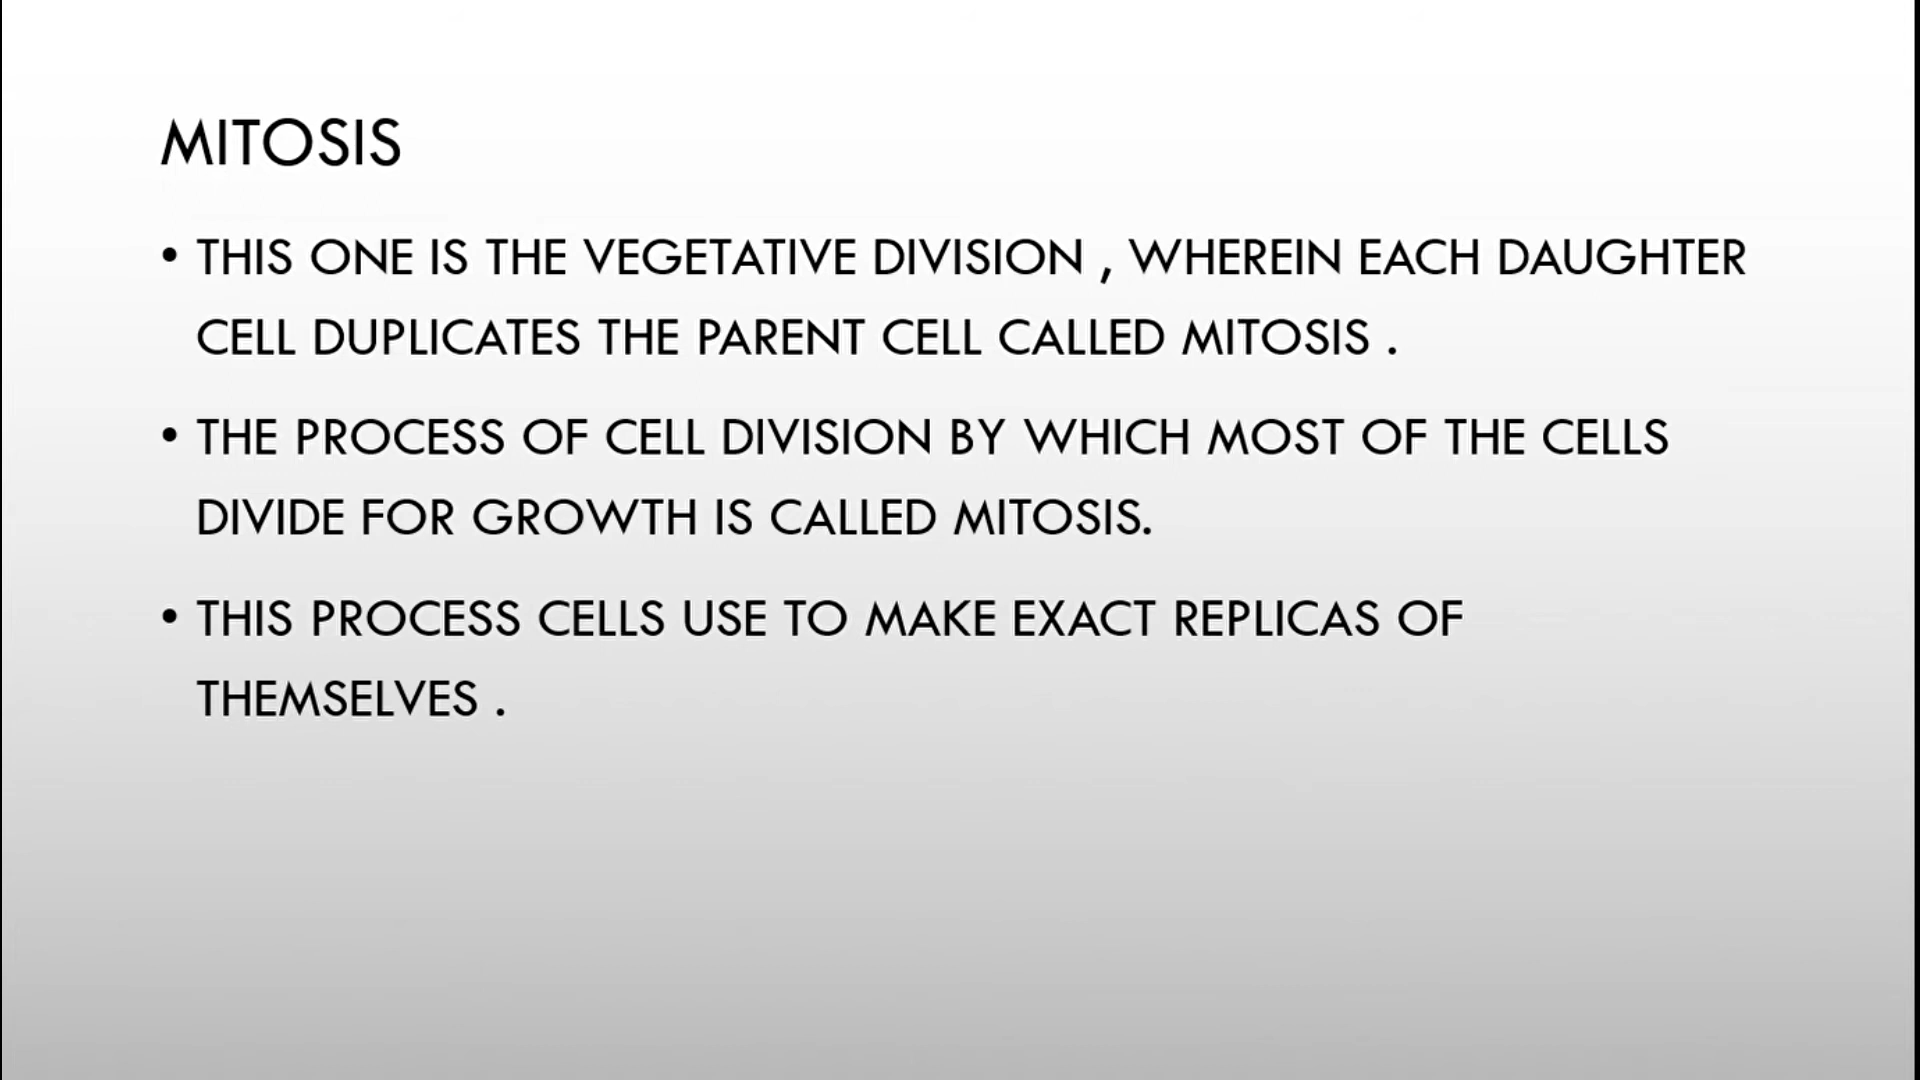 MITOSIS
• THIS ONE IS THE VEGETATIVE DIVISION , WHEREIN EACH DAUGHTER
CELL DUPLICATES THE PARENT CELL CALLED MITOSIS .
• THE PROCESS OF CELL DIVISION BY WHICH MOST OF THE CELLS
DIVIDE FOR GROWTH IS CALLED MITOSIS.
• THIS PROCESS CELLS USE TO MAKE EXACT REPLICAS OF
THEMSELVES .